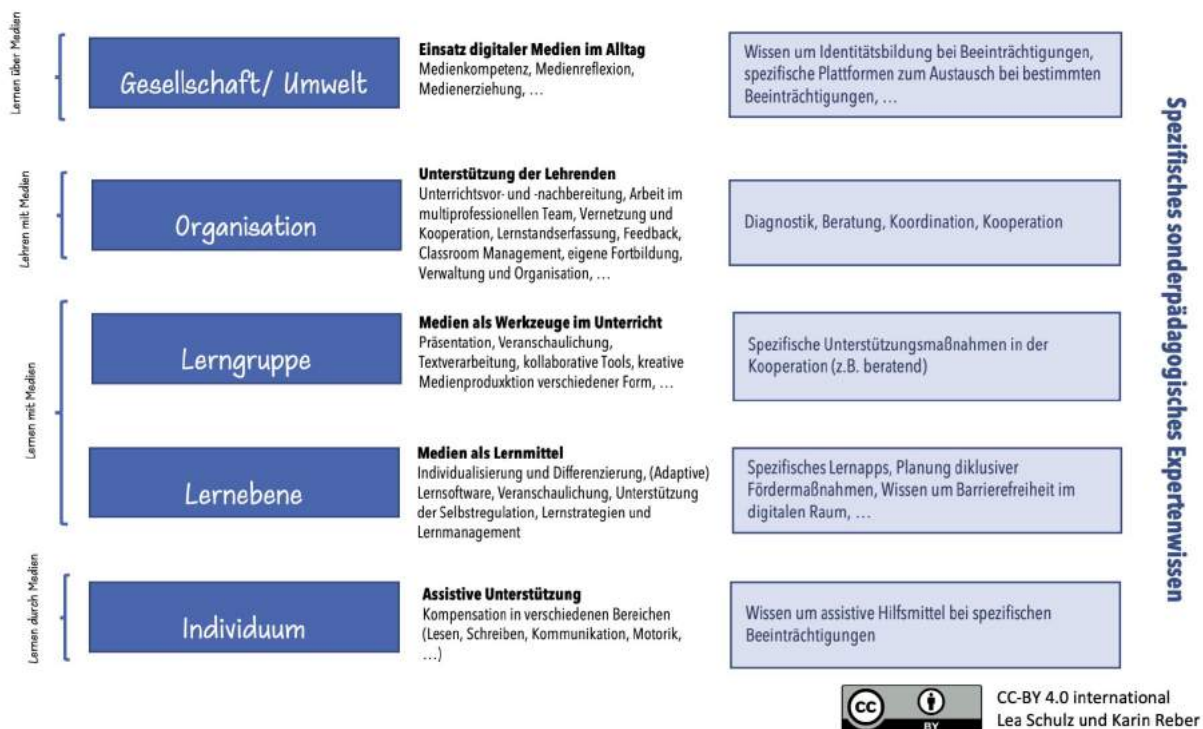 Lernen über Medien
Gesellschaft/ Umwelt
Einsatz digitaler Medien im Alltag
Medienkompetenz, Medienreflexion,
Medienerziehung, …
Wissen um Identitätsbildung bei Beeinträchtigungen,
spezifische Plattformen zum Austausch bei bestimmten
Beeinträchtigungen, …
Lehren mit Medien
Organisation
Unterstützung der Lehrenden
Unterrichtsvor- und -nachbereitung, Arbeit im
multiprofessionellen Team, Vernetzung und
Kooperation, Lernstandserfassung, Feedback,
Classroom Management, eigene Fortbildung,
Verwaltung und Organisation, …
Diagnostik, Beratung, Koordination, Kooperation
Lernen mit Medien
Lerngruppe
Medien als Werkzeuge im Unterricht
Präsentation, Veranschaulichung,
Textverarbeitung, kollaborative Tools, kreative
Medienproduxktion verschiedener Form, …
Spezifische Unterstützungsmaßnahmen in der
Kooperation (z.B. beratend)
Lernebene
Medien als Lernmittel
Individualisierung und Differenzierung, (Adaptive)
Lernsoftware, Veranschaulichung, Unterstützung
der Selbstregulation, Lernstrategien und
Lernmanagement
Spezifisches Lernapps, Planung diklusiver
Fördermaßnahmen, Wissen um Barrierefreiheit im
digitalen Raum, …
Lernen durch Medien
Individuum
Assistive Unterstützung
Kompensation in verschiedenen Bereichen
(Lesen, Schreiben, Kommunikation, Motorik,
…)
Wissen um assistive Hilfsmittel bei spezifischen
Beeinträchtigungen
Spezifisches sonderpädagogisches Expertenwissen
cc
BY
CC-BY 4.0 international
Lea Schulz und Karin Reber